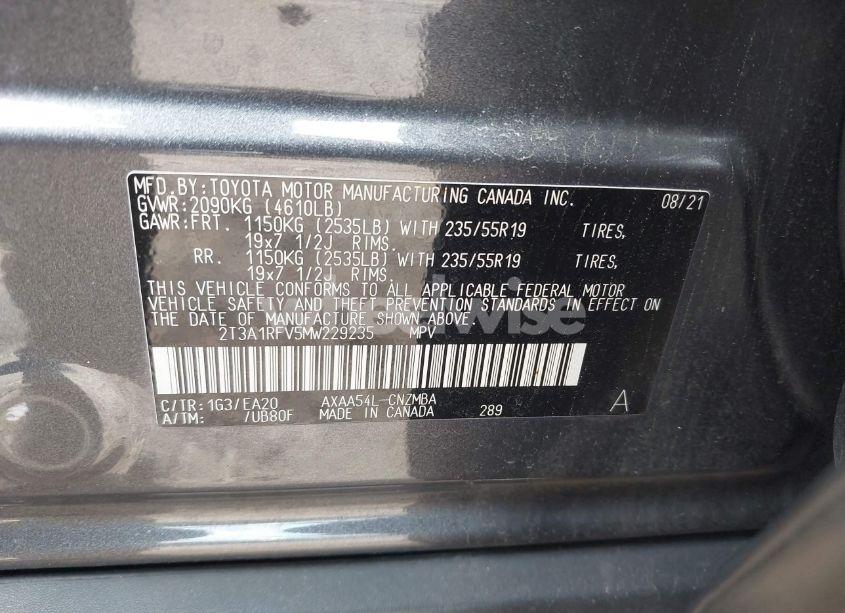 MFD.BY:TOYOTA MOTOR MANUFACTURING CANADA INC. 08/21
GVWR:2090KG (4610LB)
GAWR:FRT. 1150KG (2535LB) WITH 235/55R19 TIRES,
19x7 1/2J RIMS.
RR. 1150KG (2535LB) WITH 235/55R19 TIRES,
19x7 1/2J RIMS.
THIS VEHICLE CONFORMS TO ALL APPLICABLE FEDERAL MOTOR
VEHICLE SAFETY AND THEFT PREVENTION STANDARDS IN EFFECT ON
THE DATE OF MANUFACTURE SHOWN ABOVE.
2T3A1RFV5MW229235 MPV
C/TR:1G3/EA20 AXAA54L-CNZMBA
A/TM: /UB80F MADE IN CANADA 289 A